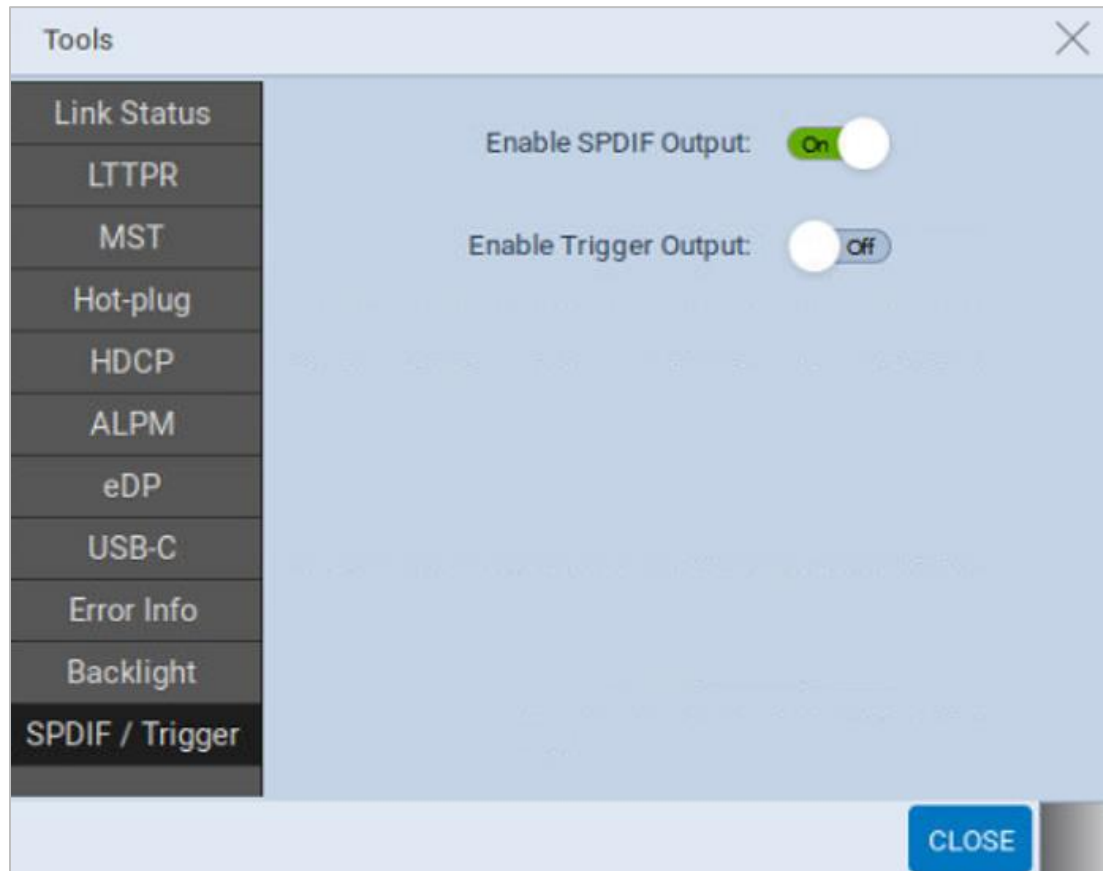 Tools
Link Status
LTTPR
MST
Hot-plug
HDCP
ALPM
eDP
USB-C
Error Info
Backlight
SPDIF / Trigger
Enable SPDIF Output: On
Enable Trigger Output: Off
CLOSE